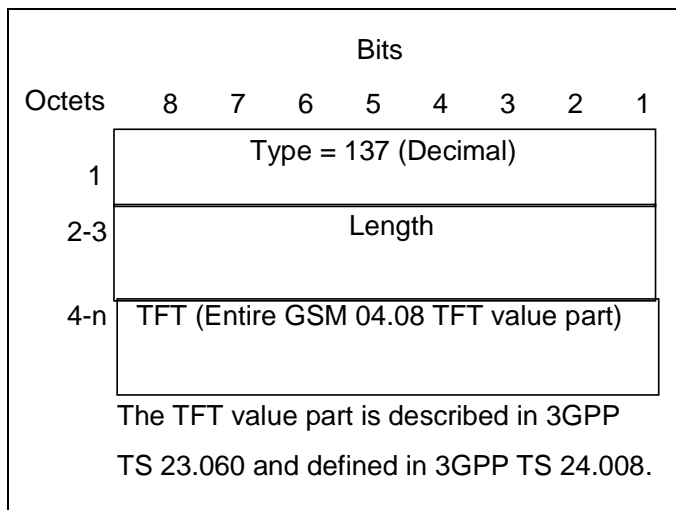 Bits
Octets 8 7 6 5 4 3 2 1
1 Type = 137 (Decimal)
2-3 Length
4-n TFT (Entire GSM 04.08 TFT value part)
The TFT value part is described in 3GPP
TS 23.060 and defined in 3GPP TS 24.008.